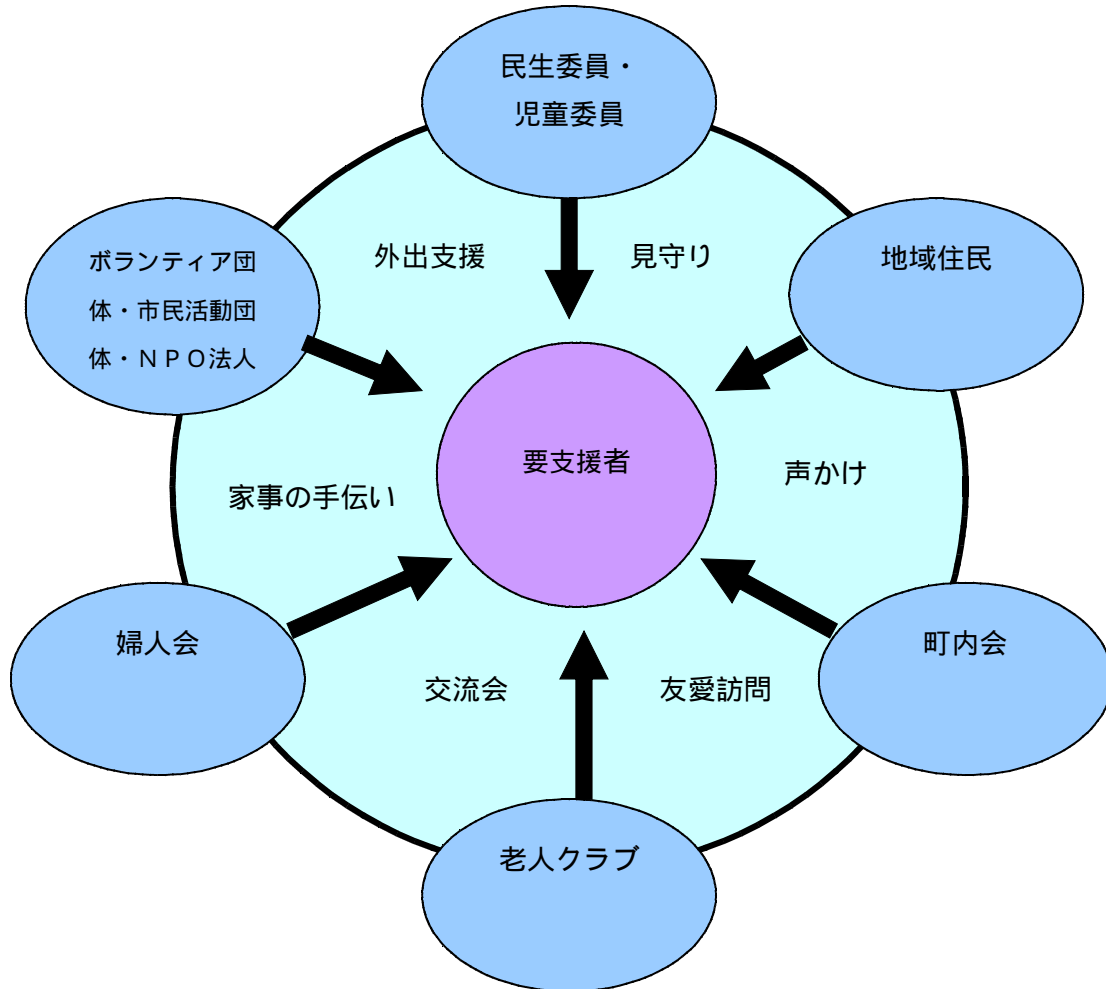 民生委員・
児童委員
外出支援
見守り
地域住民
ボランティア団
体・市民活動団
体・ＮＰＯ法人
要支援者
声かけ
家事の手伝い
婦人会
町内会
交流会
友愛訪問
老人クラブ